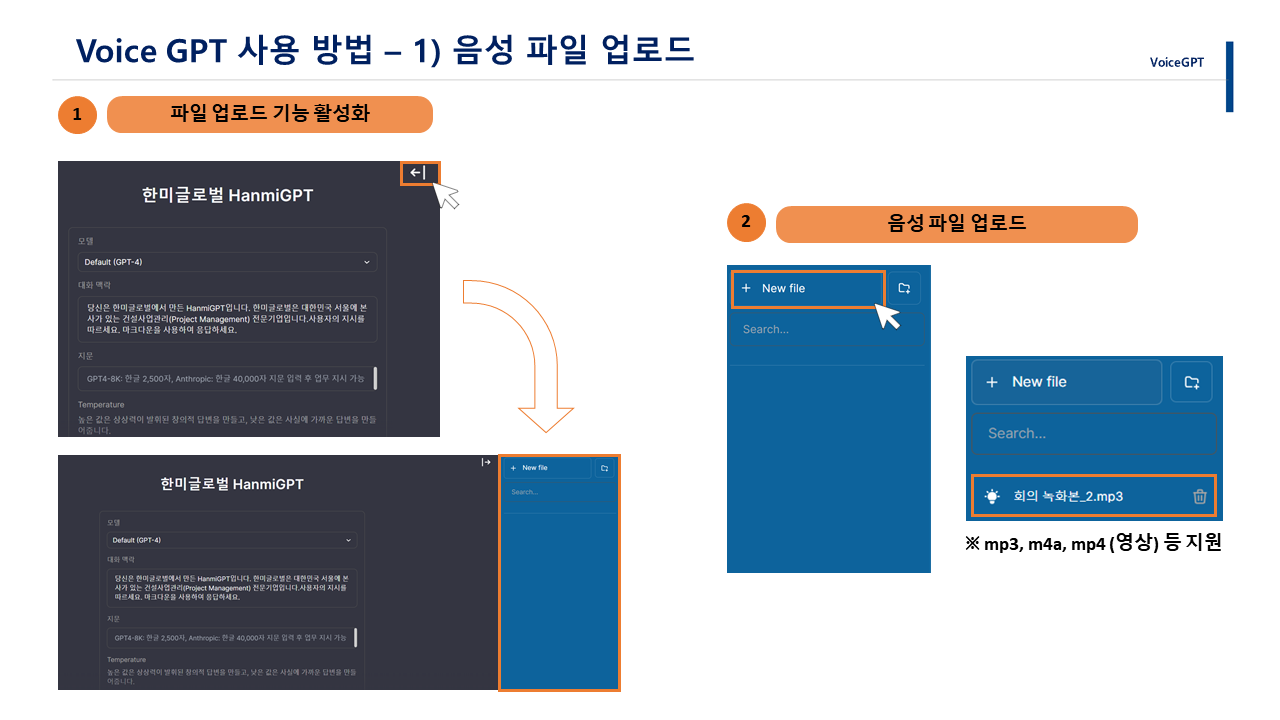 Voice GPT 사용 방법 – 1) 음성 파일 업로드
VoiceGPT
1
파일 업로드 기능 활성화
한미글로벌 HanmiGPT
모델
Default (GPT-4)
대화 맥락
당신은 한미글로벌에서 만든 HanmiGPT입니다. 한미글로벌은 대한민국 서울에 본
사가 있는 건설사업관리(Project Management) 전문기업입니다.사용자의 지시를
따르세요. 마크다운을 사용하여 응답하세요.
지문
GPT4-8K: 한글 2,500자, Anthropic: 한글 40,000자 지문 입력 후 업무 지시 가능
Temperature
높은 값은 상상력이 발휘된 창의적 답변을 만들고, 낮은 값은 사실에 가까운 답변을 만들
어줍니다.
한미글로벌 HanmiGPT
모델
Default (GPT-4)
대화 맥락
당신은 한미글로벌에서 만든 HanmiGPT입니다. 한미글로벌은 대한민국 서울에 본
사가 있는 건설사업관리(Project Management) 전문기업입니다.사용자의 지시를
따르세요. 마크다운을 사용하여 응답하세요.
지문
GPT4-8K: 한글 2,500자, Anthropic: 한글 40,000자 지문 입력 후 업무 지시 가능
Temperature
높은 값은 상상력이 발휘된 창의적 답변을 만들고, 낮은 값은 사실에 가까운 답변을 만들
어줍니다.
+ New file
Search...
2
음성 파일 업로드
+ New file
Search...
+ New file
Search...
회의 녹화본_2.mp3
※ mp3, m4a, mp4 (영상) 등 지원